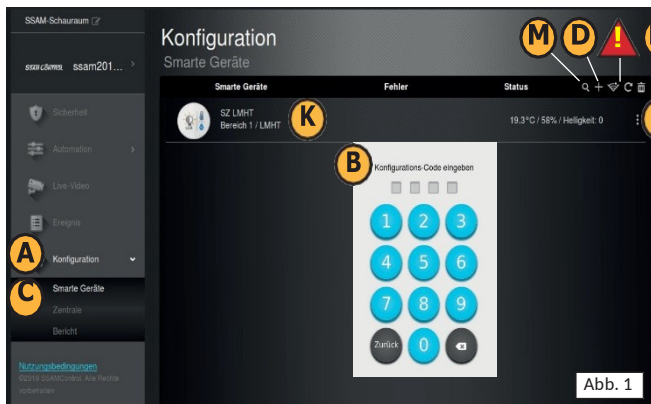 SSAM-Schauraum
Konfiguration
Smarte Geräte
M
D
!
SSAM CONTROL ssam201...
Smarte Geräte Fehler Status
SZ LMHT
Bereich 1 / LMHT
K
19.3°C / 58% / Helligkeit: 0
Sicherheit
Automation
Live-Video
Ereignis
A
Konfiguration
C
Smarte Geräte
Zentrale
Bericht
B
Konfigurations-Code eingeben
1 2 3
4 5 6
7 8 9
Zurück 0
Nutzungsbedingungen
©2019 SSAMControl. Alle Rechte
vorbehalten
Abb. 1